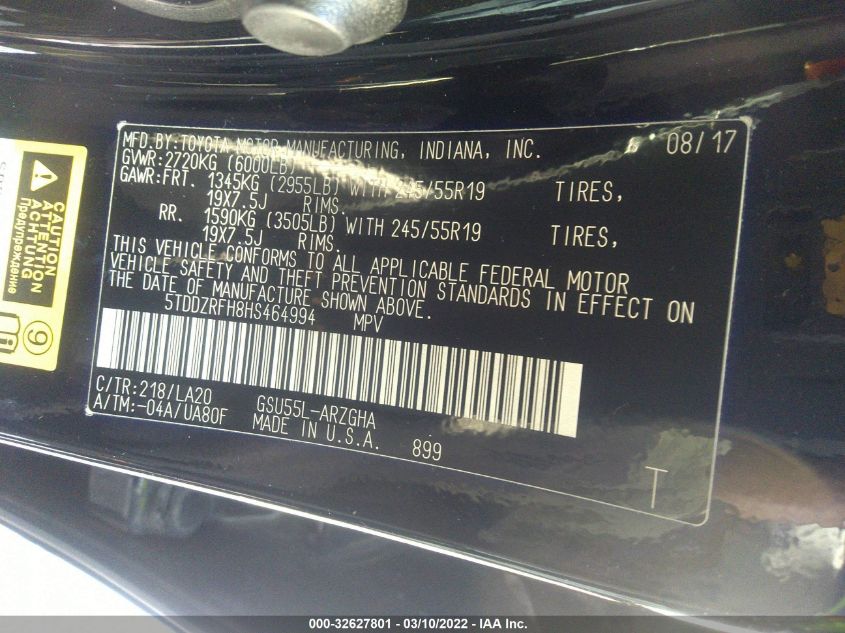 MFD.BY:TOYOTA MOTOR MANUFACTURING, INDIANA, INC. 08/17
GVWR:2720KG (6000LB)
GAWR:FRT. 1345KG (2955LB) WITH 245/55R19 TIRES,
19X7.5J RIMS.
RR. 1590KG (3505LB) WITH 245/55R19 TIRES,
19X7.5J RIMS.
THIS VEHICLE CONFORMS TO ALL APPLICABLE FEDERAL MOTOR
VEHICLE SAFETY AND THEFT PREVENTION STANDARDS IN EFFECT ON
THE DATE OF MANUFACTURE SHOWN ABOVE.
5TDDZRFH8HS464994 MPV
C/TR:218/LA20 GSU55L-ARZGHA
A/TM:-04A/UA80F MADE IN U.S.A. 899
T
CAUTION
ATTENTION
ACHTUNG
Предупреждение
9
000-32627801 - 03/10/2022 - IAA Inc.